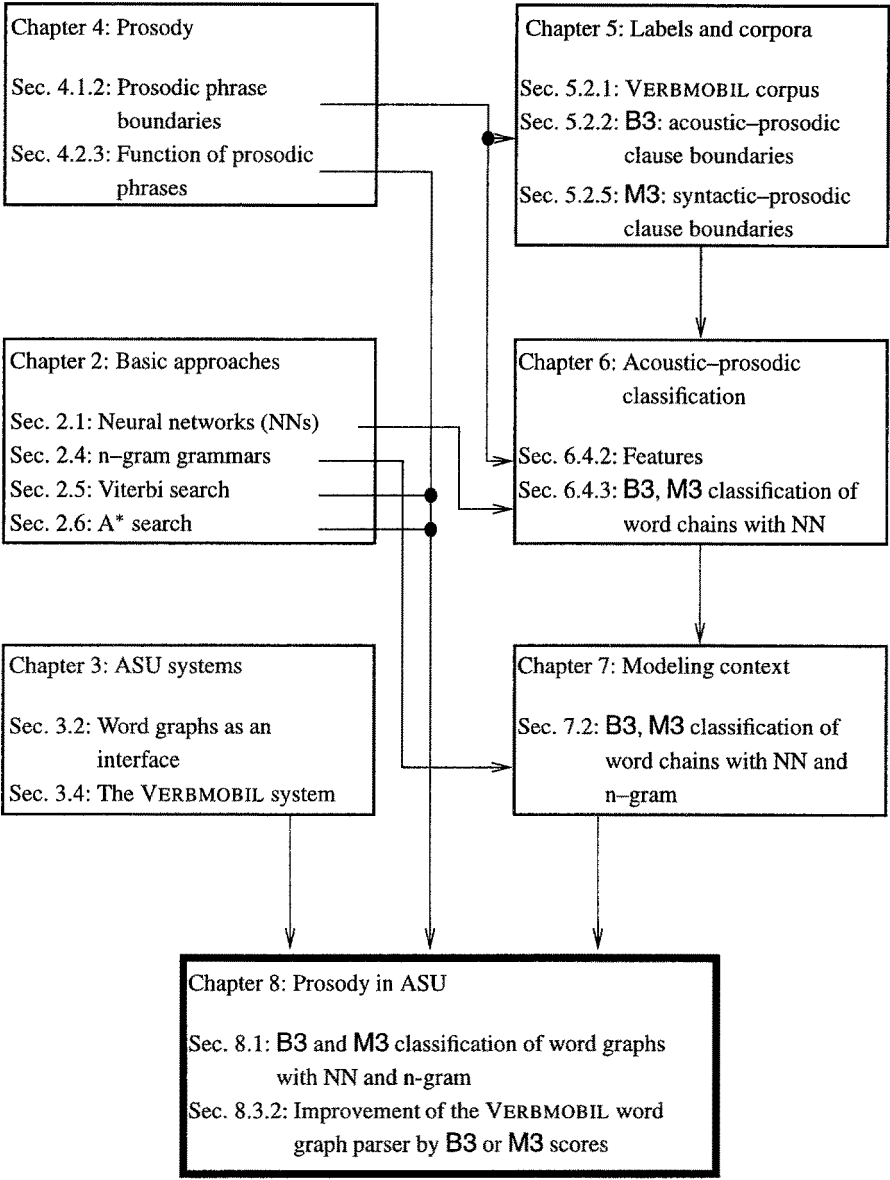 Chapter 4: Prosody
Sec. 4.1.2: Prosodic phrase
boundaries
Sec. 4.2.3: Function of prosodic
phrases
Chapter 5: Labels and corpora
Sec. 5.2.1: VERBMOBIL corpus
Sec. 5.2.2: B3: acoustic–prosodic
clause boundaries
Sec. 5.2.5: M3: syntactic–prosodic
clause boundaries
Chapter 2: Basic approaches
Sec. 2.1: Neural networks (NNs)
Sec. 2.4: n–gram grammars
Sec. 2.5: Viterbi search
Sec. 2.6: A* search
Chapter 6: Acoustic–prosodic
classification
Sec. 6.4.2: Features
Sec. 6.4.3: B3, M3 classification of
word chains with NN
Chapter 3: ASU systems
Sec. 3.2: Word graphs as an
interface
Sec. 3.4: The VERBMOBIL system
Chapter 7: Modeling context
Sec. 7.2: B3, M3 classification of
word chains with NN and
n–gram
Chapter 8: Prosody in ASU
Sec. 8.1: B3 and M3 classification of word graphs
with NN and n-gram
Sec. 8.3.2: Improvement of the VERBMOBIL word
graph parser by B3 or M3 scores